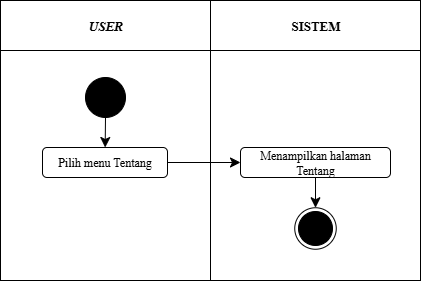 USER
SISTEM
Pilih menu Tentang
Menampilkan halaman
Tentang